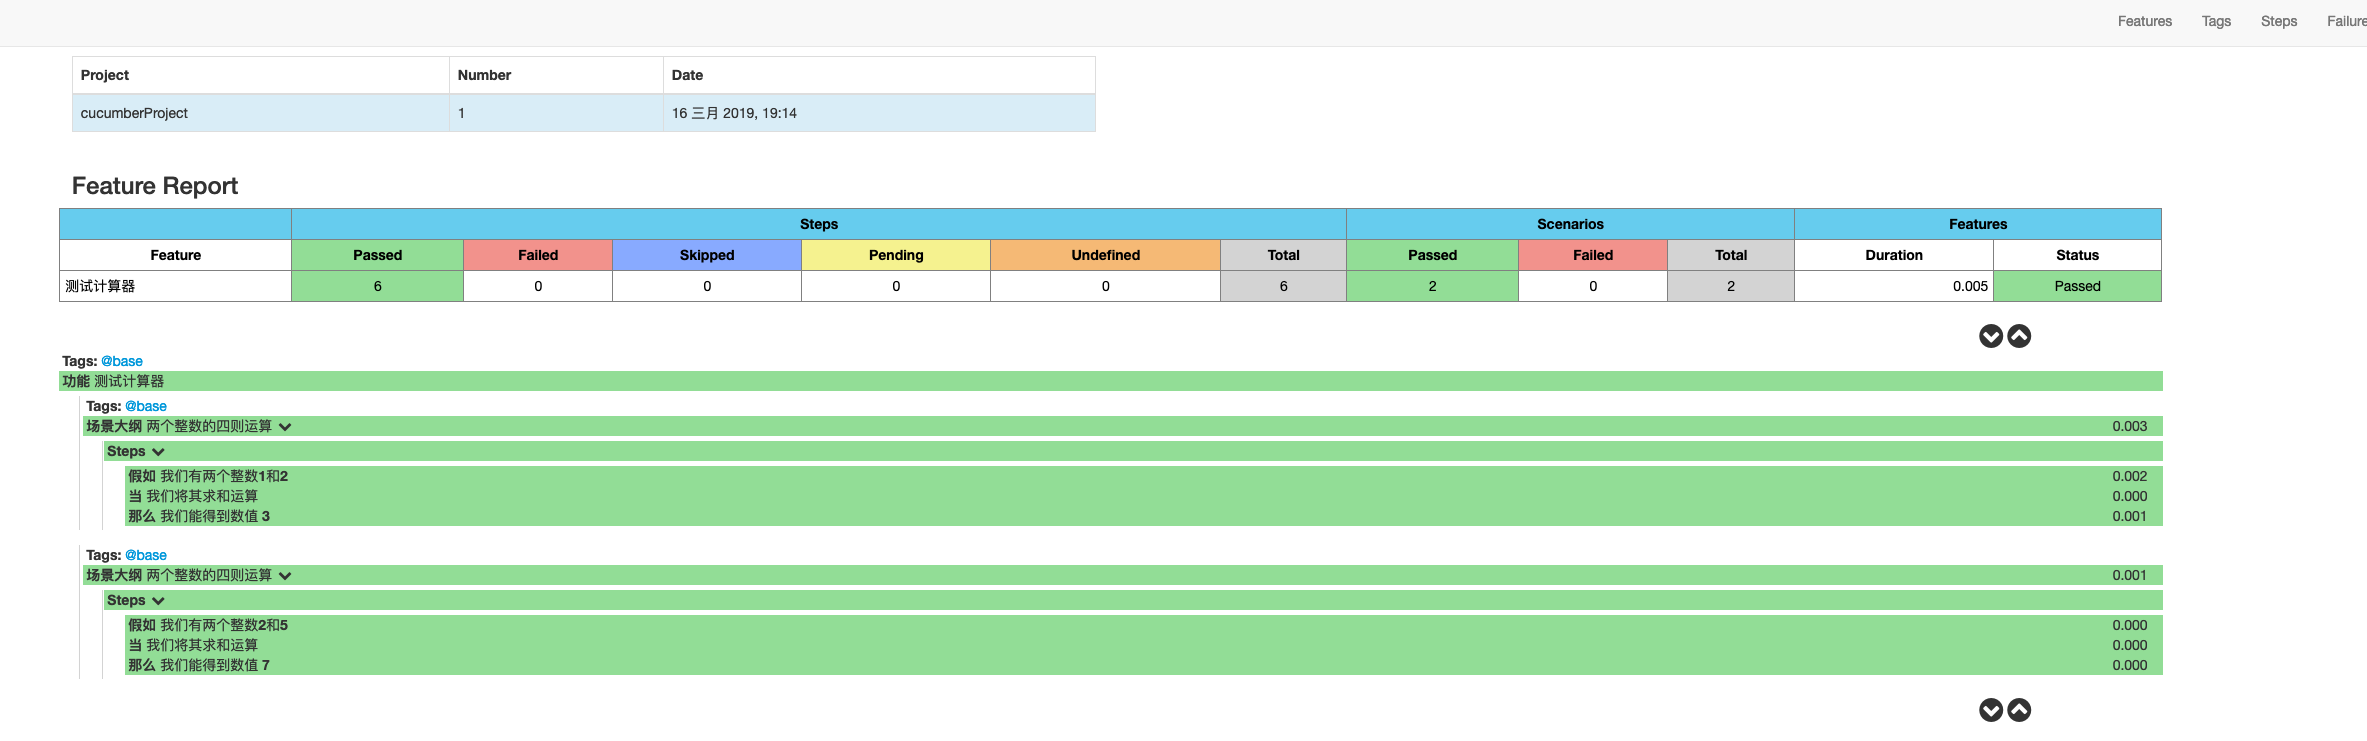 Features Tags Steps Failure
Project Number Date
cucumberProject 1 16 三月 2019, 19:14
Feature Report
Steps Scenarios Features
Feature Passed Failed Skipped Pending Undefined Total Passed Failed Total Duration Status
测试计算器 6 0 0 0 0 6 2 0 2 0.005 Passed
Tags: @base
功能 测试计算器
Tags: @base
场景大纲 两个整数的四则运算 0.003
Steps
假如 我们有两个整数1和2 0.002
当 我们将其求和运算 0.000
那么 我们能得到数值 3 0.001
Tags: @base
场景大纲 两个整数的四则运算 0.001
Steps
假如 我们有两个整数2和5 0.000
当 我们将其求和运算 0.000
那么 我们能得到数值 7 0.000